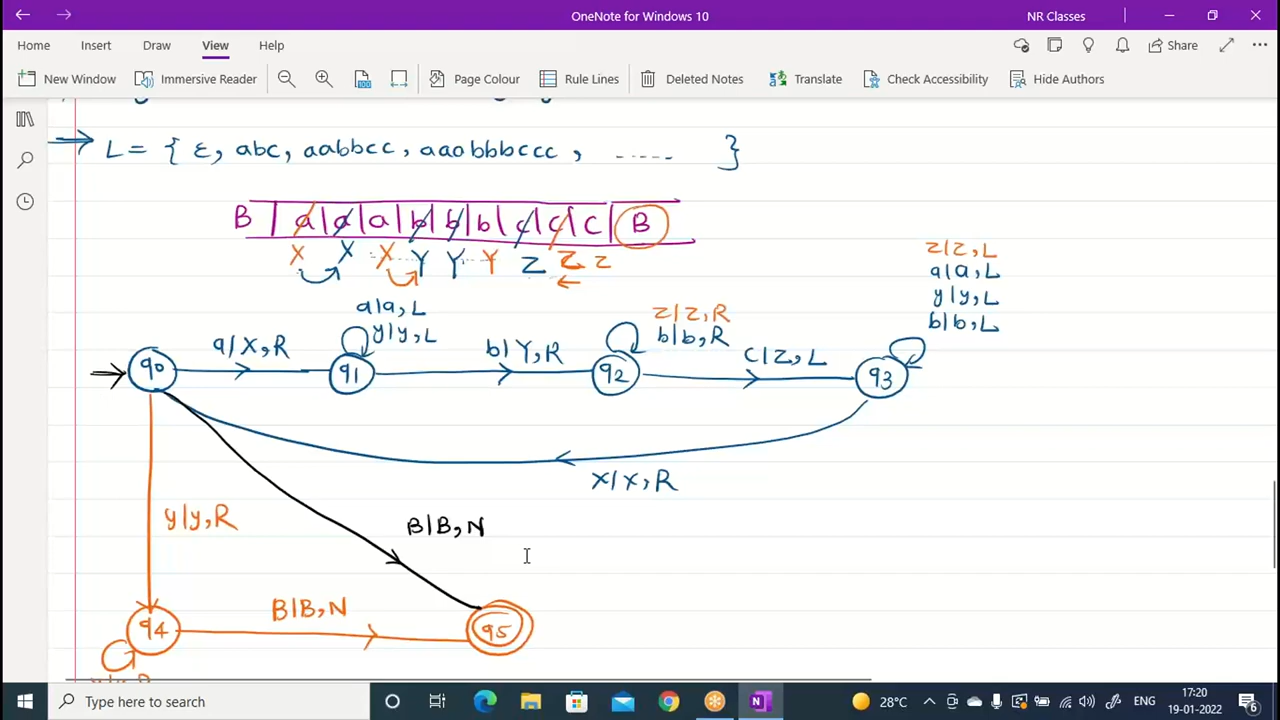 OneNote for Windows 10
NR Classes
Home Insert Draw View Help
Share
New Window Immersive Reader Page Colour Rule Lines Deleted Notes Translate Check Accessibility Hide Authors
L = { ε, abc, aabbcc, aaabbbccc, ..... }
B | a | a | a | b | b | b | c | c | c | B
X X X Y Y Y Z Z Z
z|z, L
a|a, L
y|y, L
b|b, L
a|a, L
y|y, L
z|z, R
b|b, R
a|X, R
b|Y, R
c|Z, L
q0 q1 q2 q3
x|x, R
y|y, R
B|B, N
B|B, N
q4 q5
Type here to search
28°C
ENG
17:20
19-01-2022
6